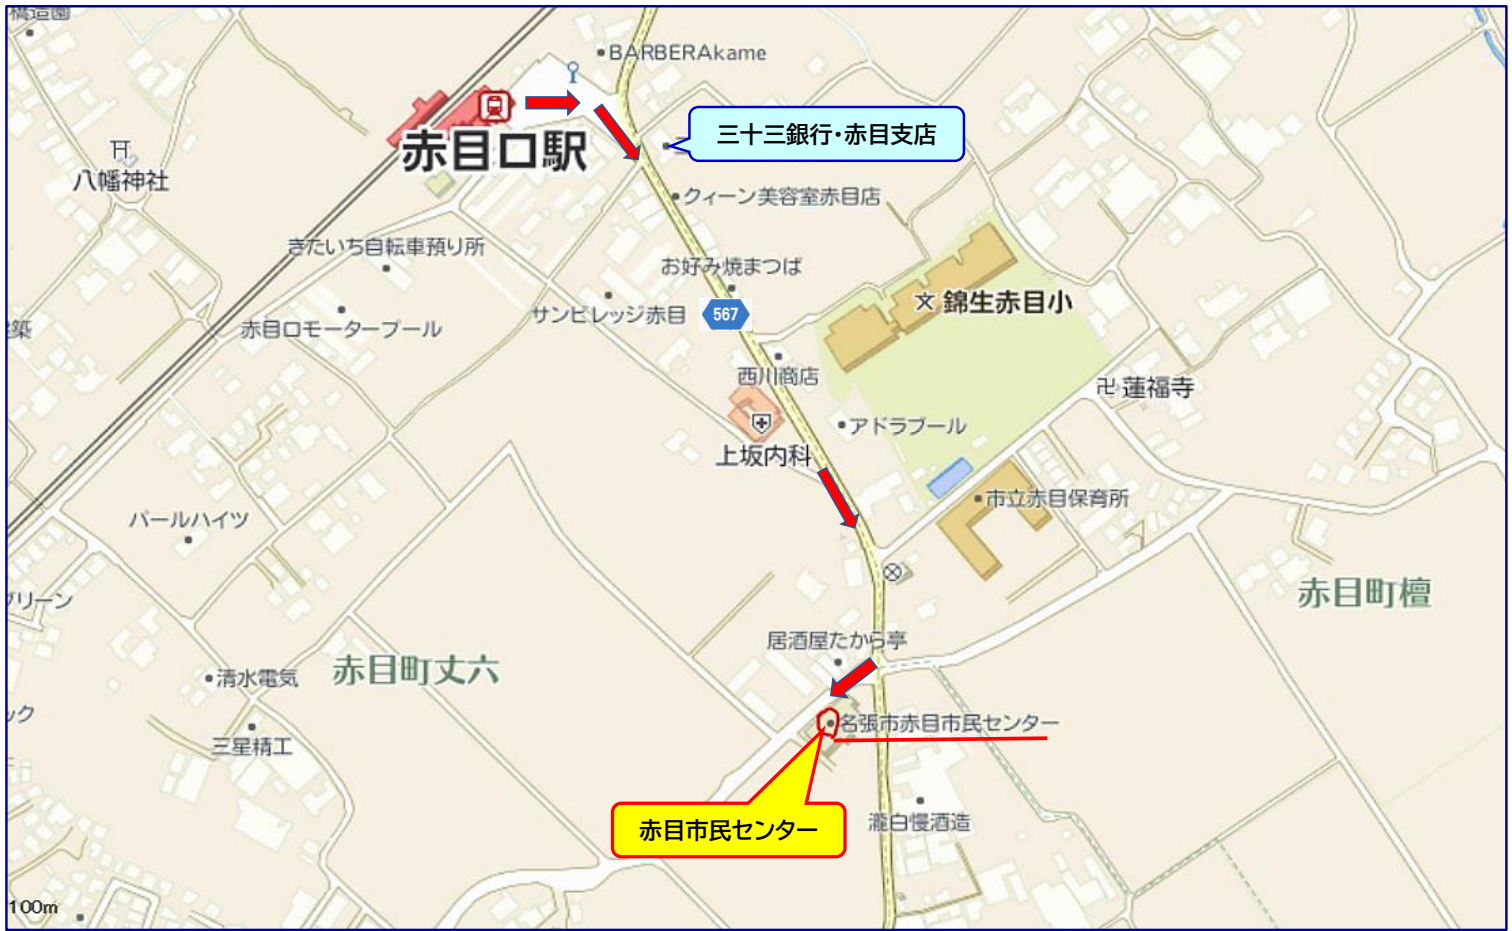 構造園
BARBERAkame
三十三銀行・赤目支店
赤目口駅
八幡神社
クィーン美容室赤目店
きたいち自転車預り所
お好み焼まつば
サンビレッジ赤目
567
文 錦生赤目小
赤目口モータープール
築
西川商店
卍 蓮福寺
アドラブール
上坂内科
市立赤目保育所
パールハイツ
グリーン
赤目町檀
居酒屋たから亭
赤目町丈六
清水電気
ック
名張市赤目市民センター
三星精工
赤目市民センター
瀧自慢酒造
100m